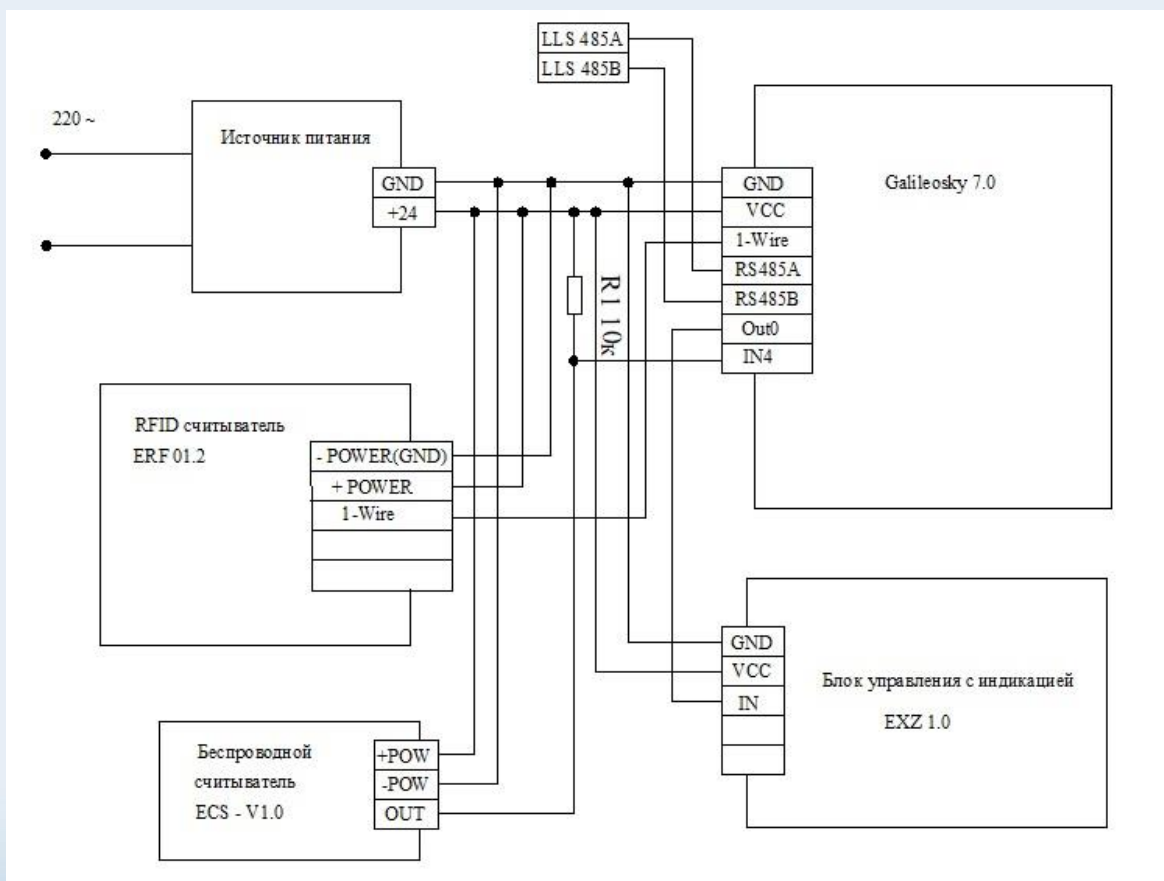 LLS 485A
LLS 485B
220 ~
Источник питания
GND
+24
Galileosky 7.0
GND
VCC
1-Wire
RS485A
RS485B
Out0
IN4
R1 10к
RFID считыватель
ERF 01.2
- POWER(GND)
+ POWER
1-Wire
GND
VCC
IN
Блок управления с индикацией
EXZ 1.0
Беспроводной
считыватель
ECS - V1.0
+POW
-POW
OUT